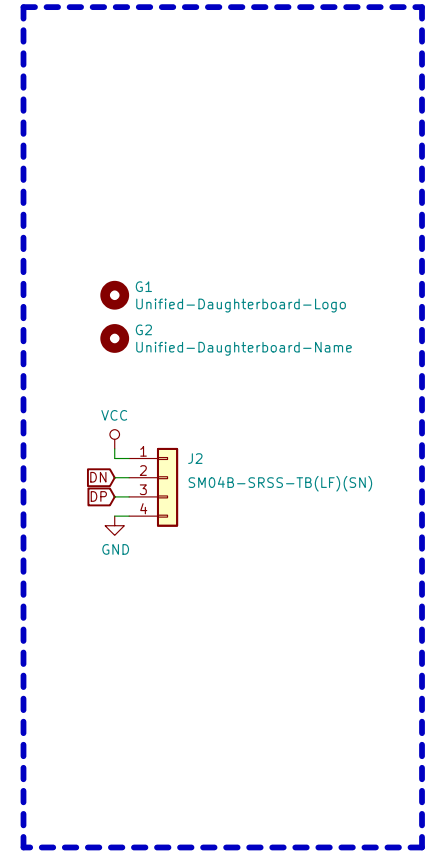 G1
Unified-Daughterboard-Logo
G2
Unified-Daughterboard-Name
VCC
1
J2
DN 2
SM04B-SRSS-TB(LF)(SN)
DP 3
4
GND